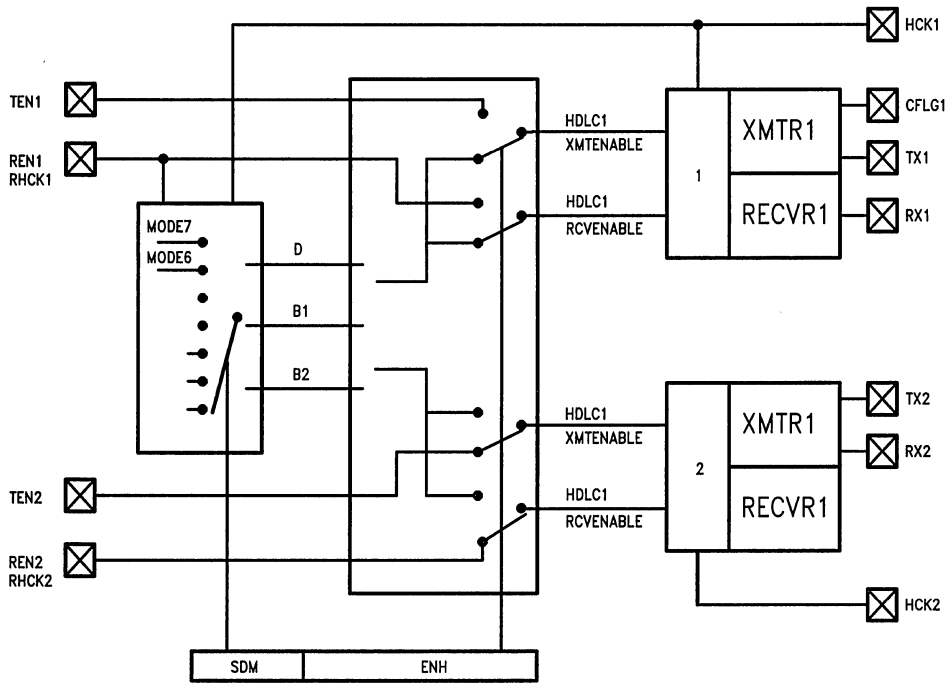 HCK1
TEN1
CFLG1
HDLC1
XMTENABLE
XMTR1
TX1
REN1
RHCK1
1
HDLC1
RCVENABLE
RECVR1
RX1
MODE7
D
MODE6
B1
B2
TX2
HDLC1
XMTENABLE
XMTR1
RX2
2
TEN2
HDLC1
RCVENABLE
RECVR1
REN2
RHCK2
HCK2
SDM
ENH